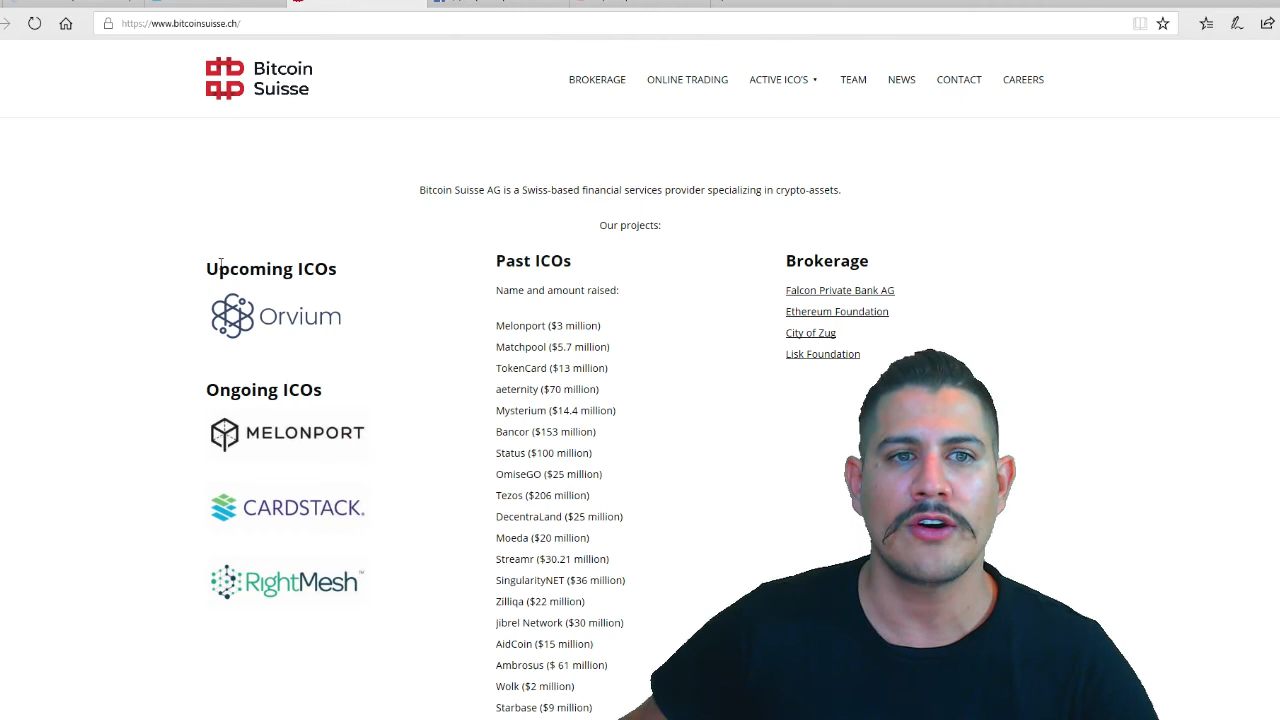 https://www.bitcoinsuisse.ch/
Bitcoin
Suisse
BROKERAGE
ONLINE TRADING
ACTIVE ICO'S
TEAM
NEWS
CONTACT
CAREERS
Bitcoin Suisse AG is a Swiss-based financial services provider specializing in crypto-assets.
Our projects:
Upcoming ICOs
Orvium
Ongoing ICOs
MELONPORT
CARDSTACK.
RightMesh™
Past ICOs
Name and amount raised:
Melonport ($3 million)
Matchpool ($5.7 million)
TokenCard ($13 million)
aeternity ($70 million)
Mysterium ($14.4 million)
Bancor ($153 million)
Status ($100 million)
OmiseGO ($25 million)
Tezos ($206 million)
DecentraLand ($25 million)
Moeda ($20 million)
Streamr ($30.21 million)
SingularityNET ($36 million)
Zilliqa ($22 million)
Jibrel Network ($30 million)
AidCoin ($15 million)
Ambrosus ($ 61 million)
Wolk ($2 million)
Starbase ($9 million)
Brokerage
Falcon Private Bank AG
Ethereum Foundation
City of Zug
Lisk Foundation